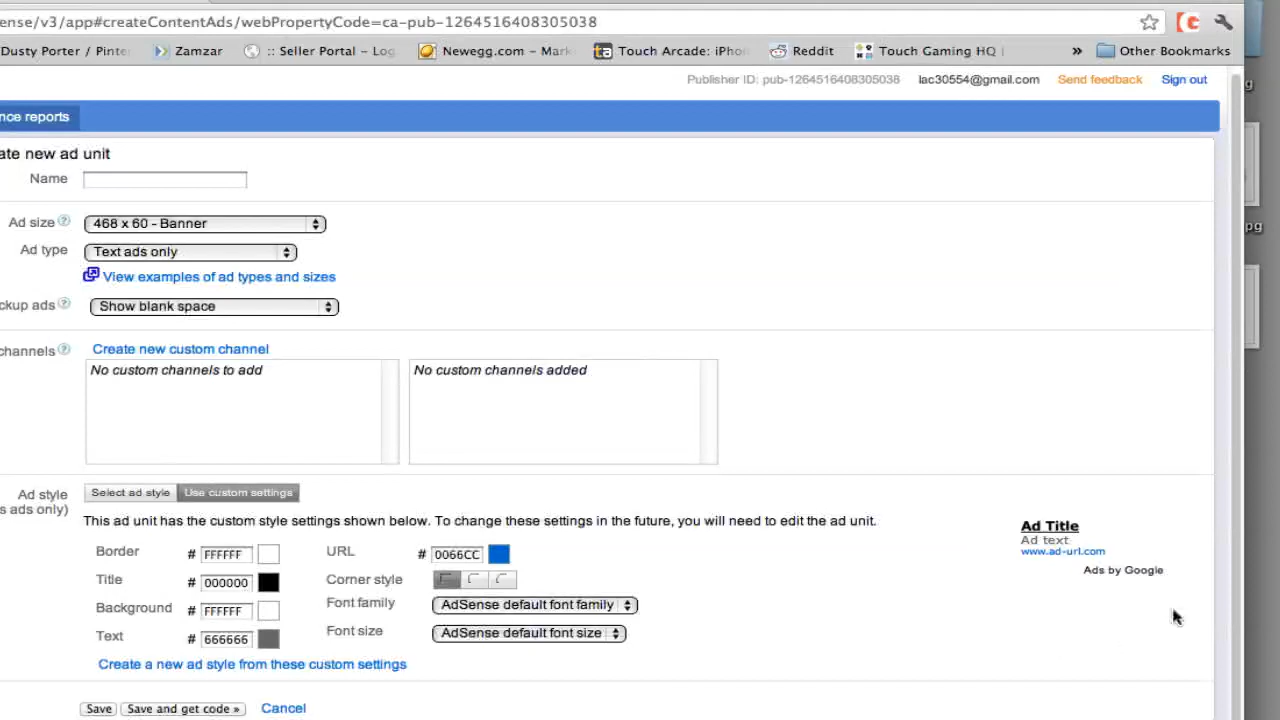 ense/v3/app#createContentAds/webPropertyCode=ca-pub-1264516408305038
Dusty Porter / Pinter Zamzar :: Seller Portal - Log Newegg.com - Mark Touch Arcade: iPho Reddit Touch Gaming HQ | » Other Bookmarks
Publisher ID: pub-1264516408305038 lac30554@gmail.com Send feedback Sign out
nce reports
ate new ad unit
Name
Ad size ? 468 x 60 - Banner
Ad type Text ads only
View examples of ad types and sizes
ckup ads ? Show blank space
channels ? Create new custom channel
No custom channels to add No custom channels added
Ad style Select ad style Use custom settings
s ads only)
This ad unit has the custom style settings shown below. To change these settings in the future, you will need to edit the ad unit.
Border # FFFFFF URL # 0066CC
Title # 000000 Corner style
Background # FFFFFF Font family AdSense default font family
Text # 666666 Font size AdSense default font size
Create a new ad style from these custom settings
Ad Title
Ad text
www.ad-url.com
Ads by Google
Save Save and get code » Cancel
g
pg